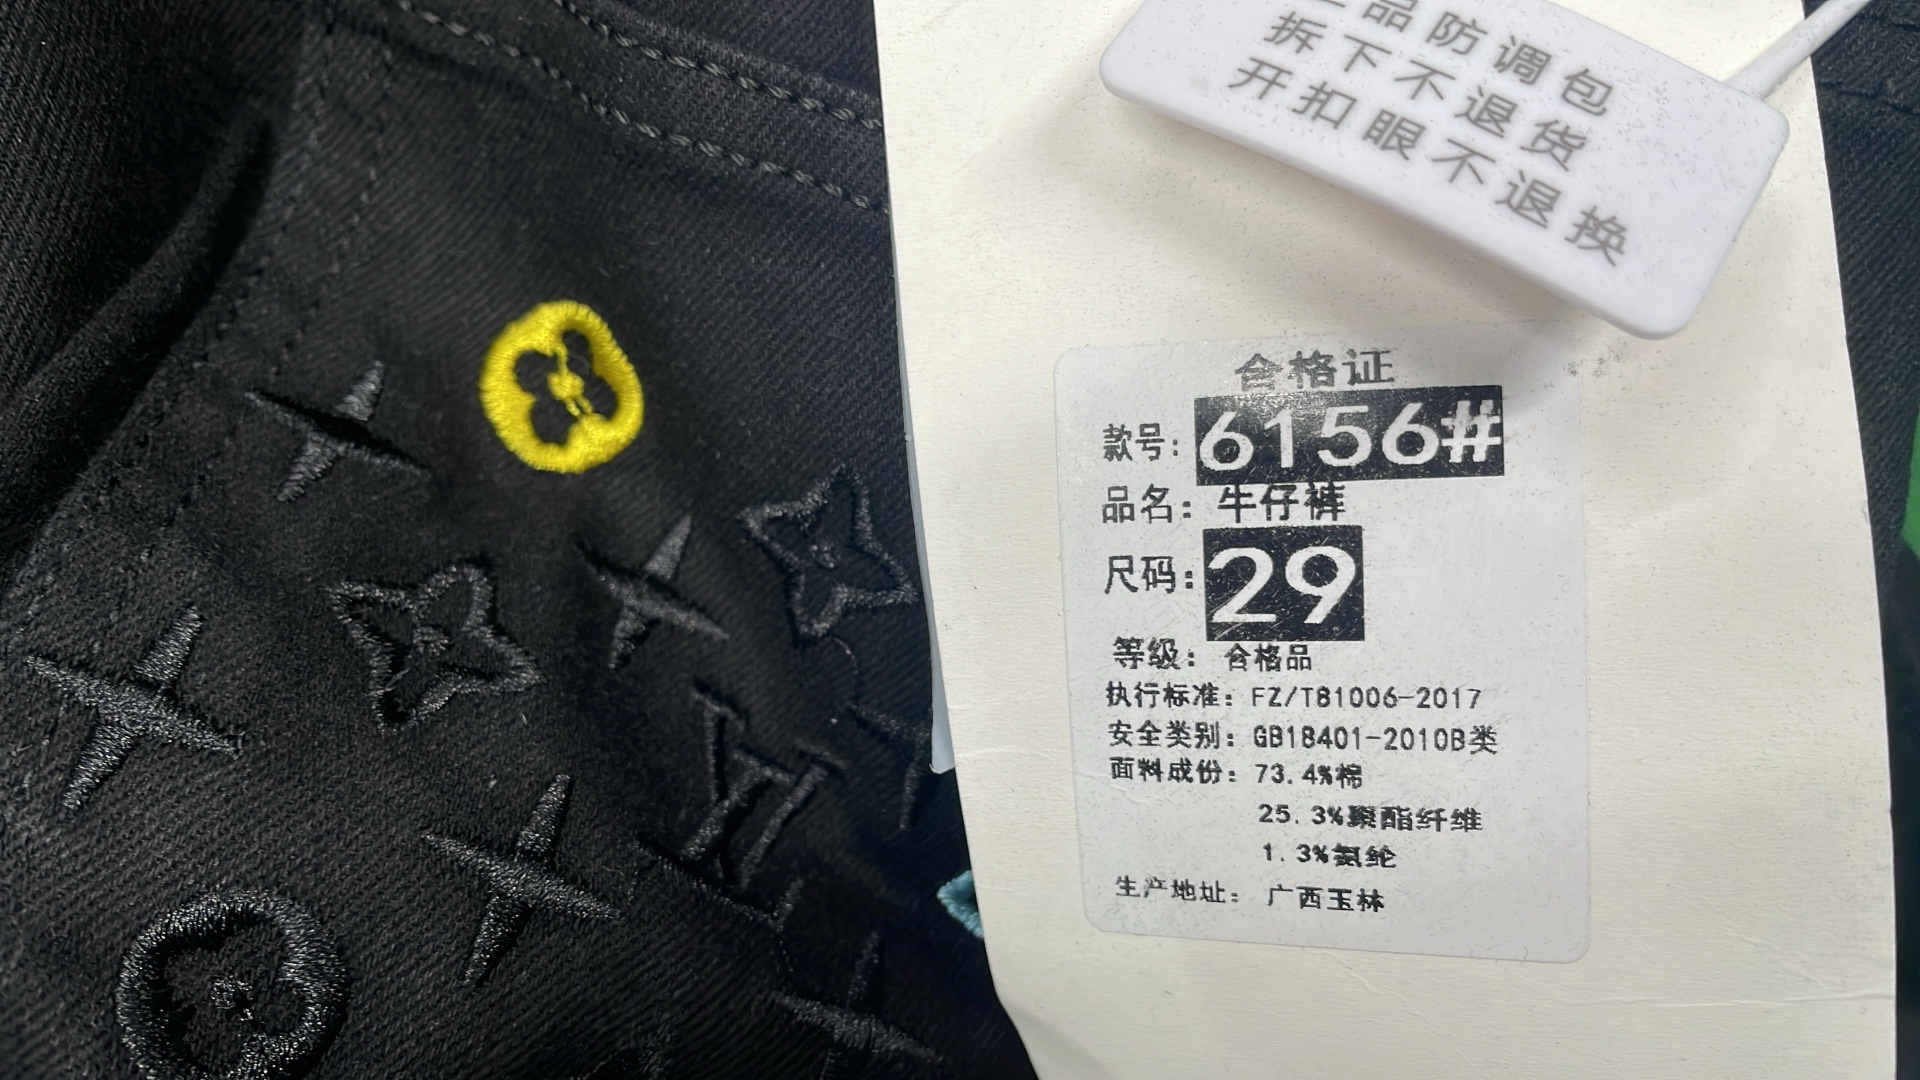 正品防调包
拆下不退货
开扣眼不退换
合格证
款号: 6156#
品名: 牛仔裤
尺码: 29
等级: 合格品
执行标准: FZ/T81006-2017
安全类别: GB18401-2010B类
面料成份: 73.4%棉
25.3%聚酯纤维
1.3%氨纶
生产地址: 广西玉林